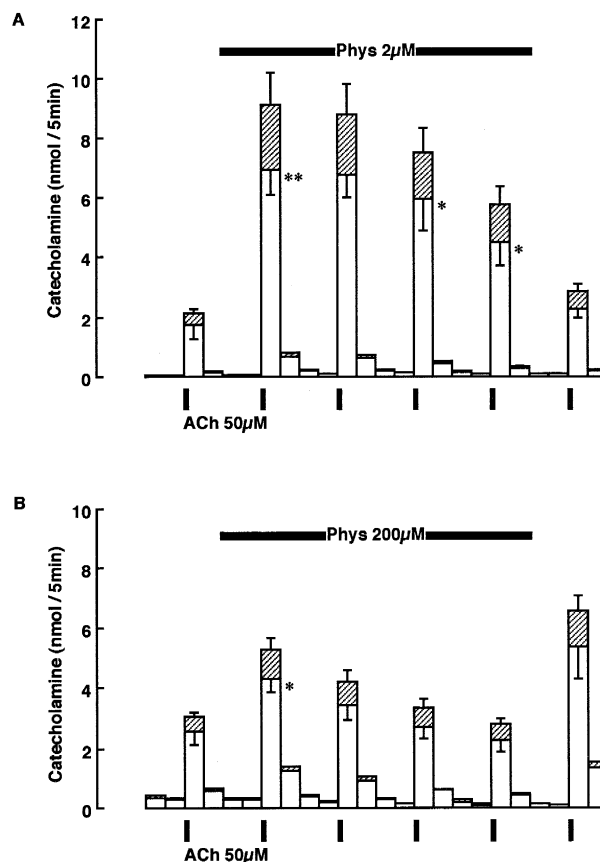 A
12
Phys 2µM
10
8
**
6
*
*
4
2
0
Catecholamine (nmol / 5min)
ACh 50µM
B
10
Phys 200µM
8
6
*
4
2
0
Catecholamine (nmol / 5min)
ACh 50µM